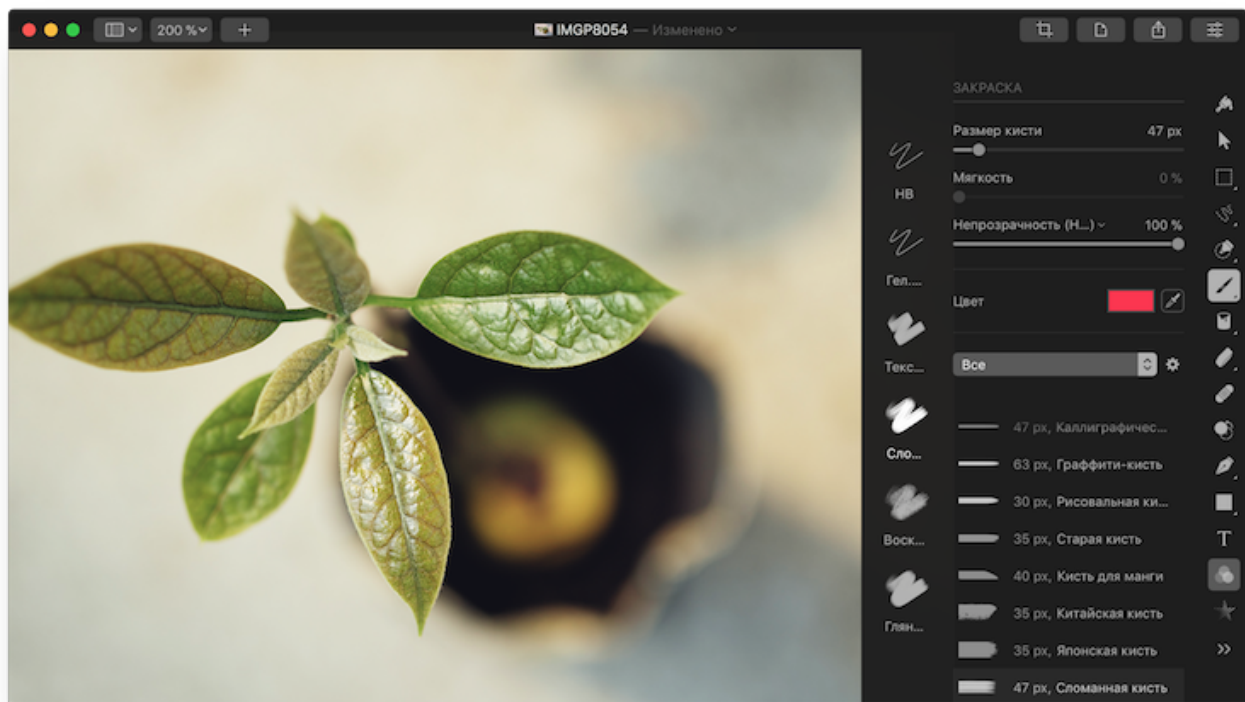 200 %
IMGP8054 — Изменено
ЗАКРАСКА
Размер кисти 47 px
Мягкость 0 %
Непрозрачность (Н...) 100 %
Цвет
Все
47 px, Каллиграфичес...
63 px, Граффити-кисть
30 px, Рисовальная ки...
35 px, Старая кисть
40 px, Кисть для манги
35 px, Китайская кисть
35 px, Японская кисть
47 px, Сломанная кисть
HB
Гел....
Текс...
Сло...
Воск...
Глян...
T